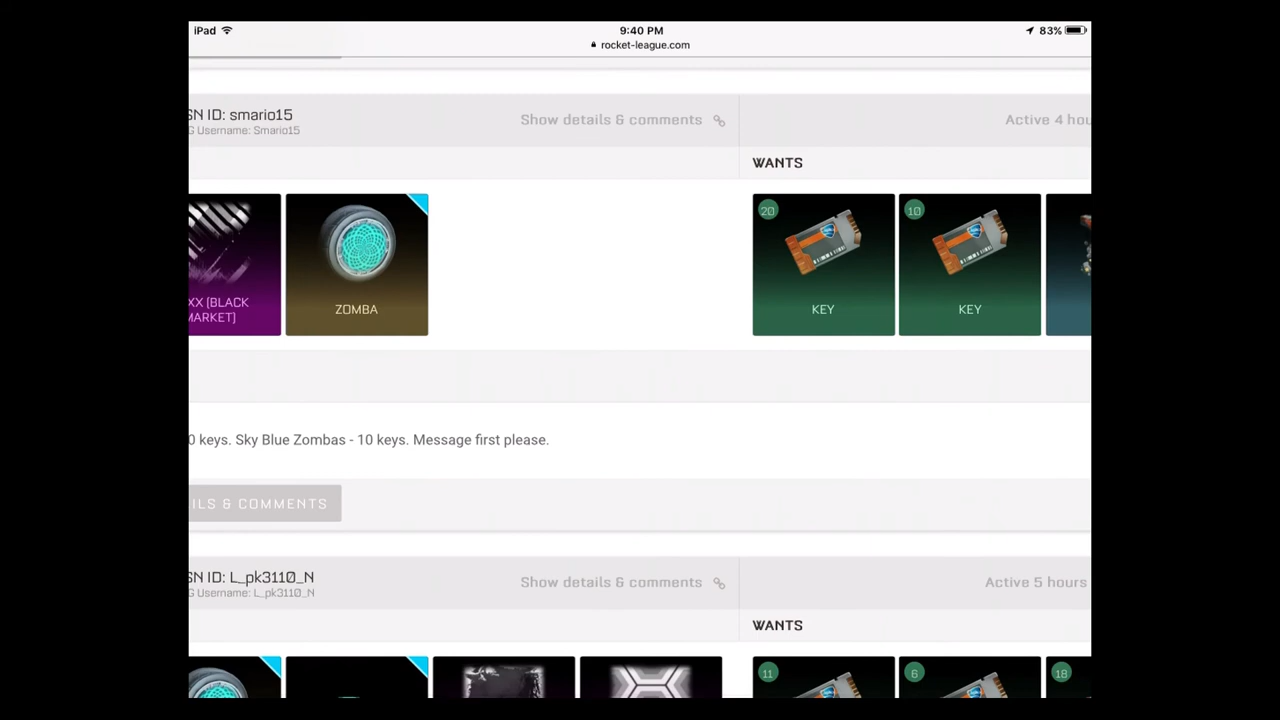 iPad
9:40 PM
83%
rocket-league.com
SN ID: smario15
G Username: Smario15
Show details & comments
Active 4 hou
WANTS
XX (BLACK
MARKET)
ZOMBA
20
KEY
10
KEY
0 keys. Sky Blue Zombas - 10 keys. Message first please.
ILS & COMMENTS
SN ID: L_pk3110_N
G Username: L_pk3110_N
Show details & comments
Active 5 hours
WANTS
11
6
18